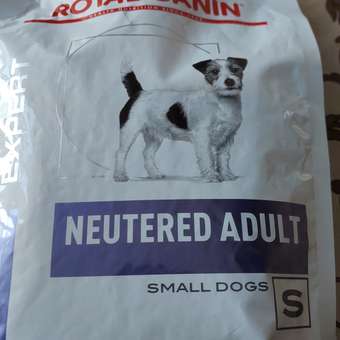 ROYAL CANIN
EXPERT
NEUTERED ADULT
SMALL DOGS S